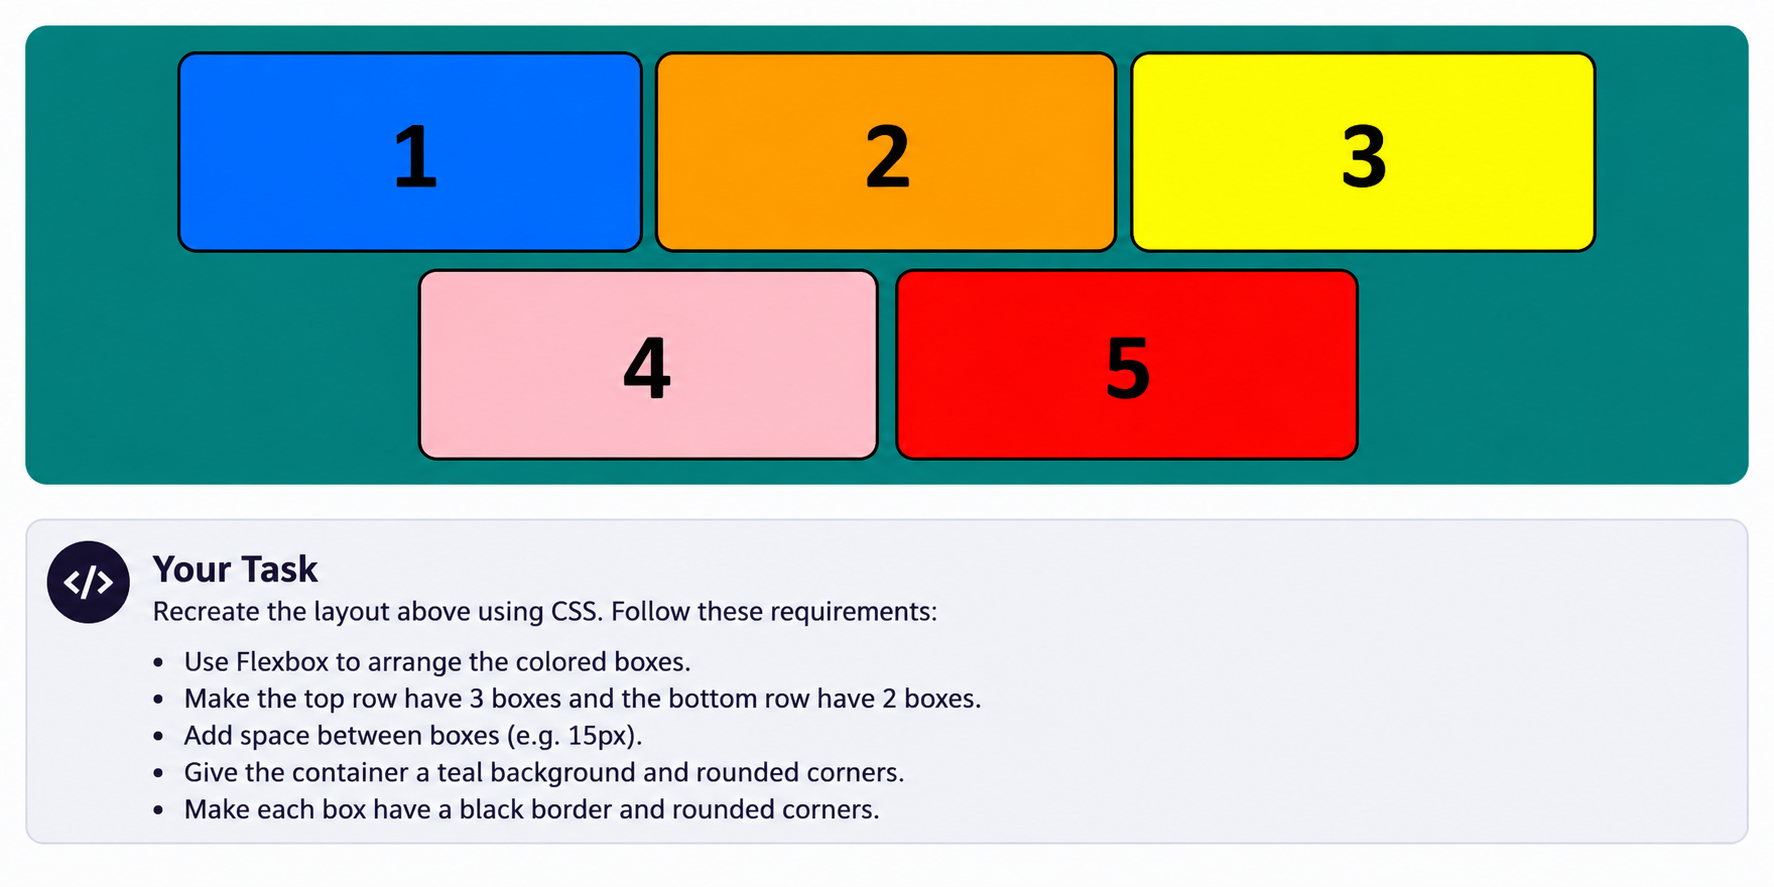 1 2 3
4 5
</> Your Task
Recreate the layout above using CSS. Follow these requirements:
• Use Flexbox to arrange the colored boxes.
• Make the top row have 3 boxes and the bottom row have 2 boxes.
• Add space between boxes (e.g. 15px).
• Give the container a teal background and rounded corners.
• Make each box have a black border and rounded corners.